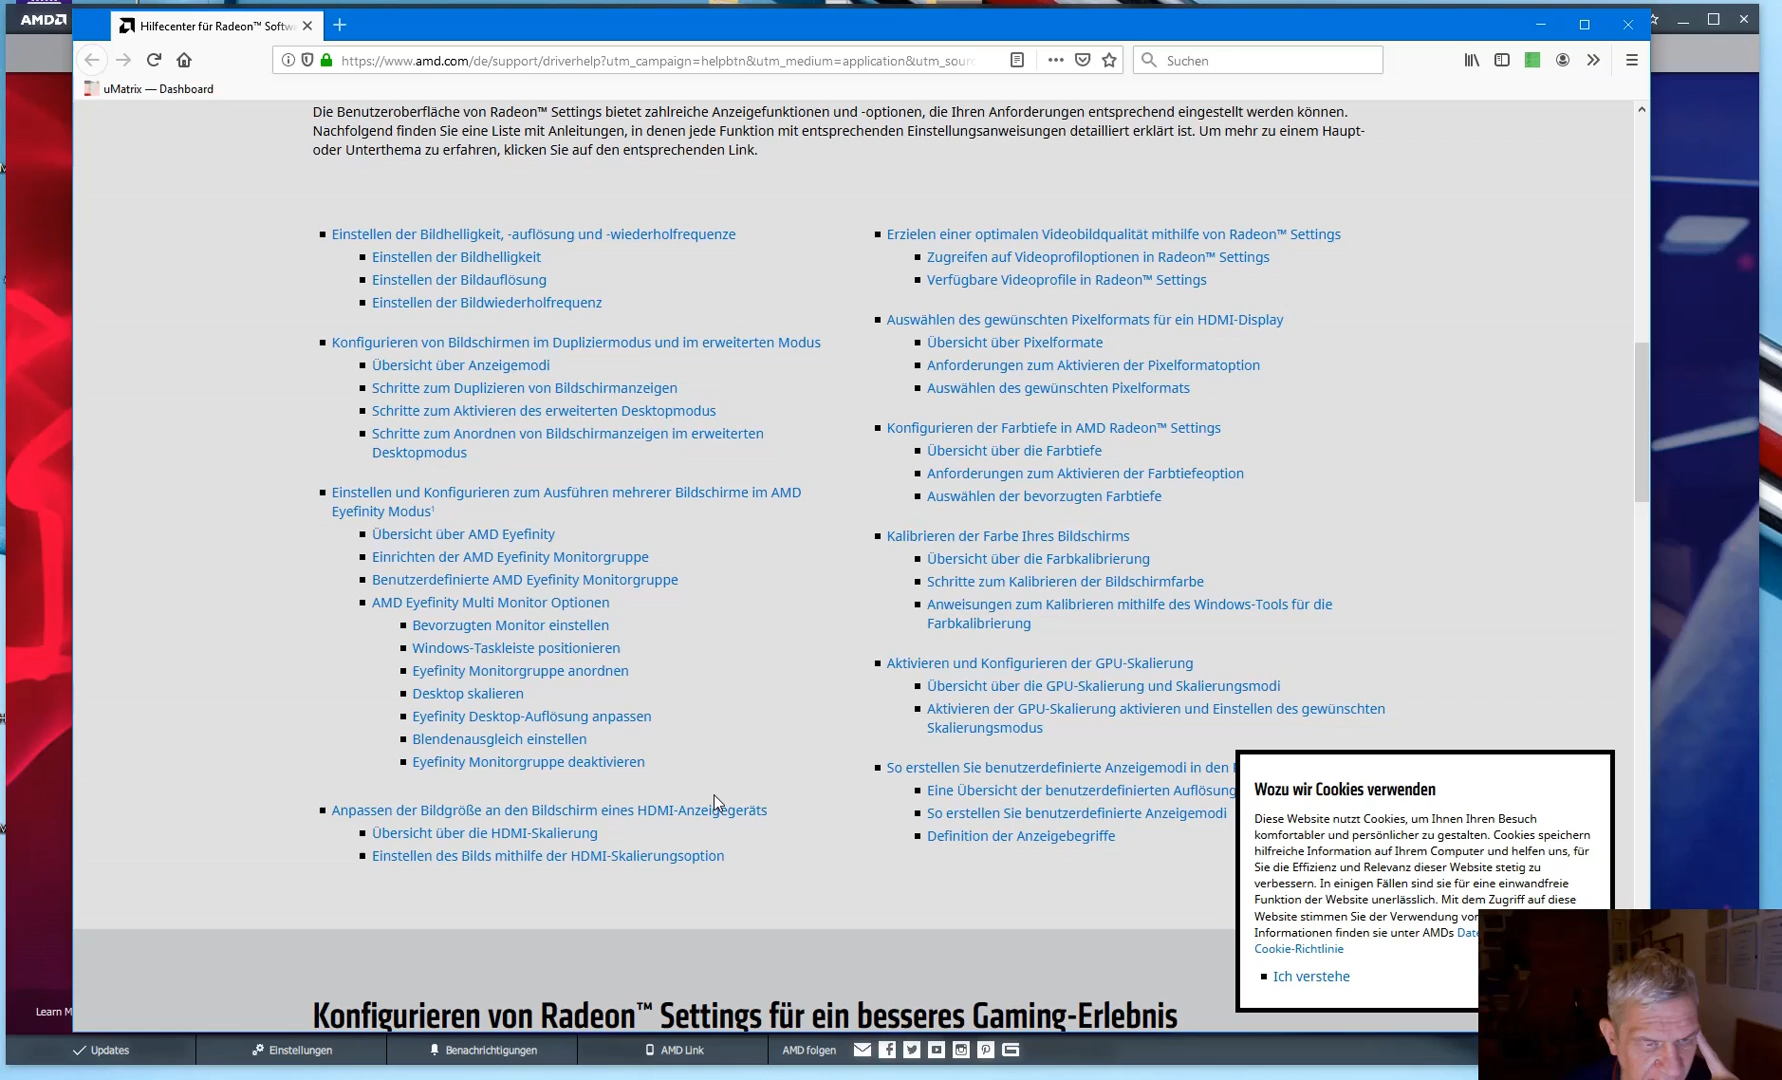 AMD
Hilfecenter für Radeon™ Softw
https://www.amd.com/de/support/driverhelp?utm_campaign=helpbtn&utm_medium=application&utm_sour
Suchen
uMatrix — Dashboard
Die Benutzeroberfläche von Radeon™ Settings bietet zahlreiche Anzeigefunktionen und -optionen, die Ihren Anforderungen entsprechend eingestellt werden können.
Nachfolgend finden Sie eine Liste mit Anleitungen, in denen jede Funktion mit entsprechenden Einstellungsanweisungen detailliert erklärt ist. Um mehr zu einem Haupt-
oder Unterthema zu erfahren, klicken Sie auf den entsprechenden Link.
Einstellen der Bildhelligkeit, -auflösung und -wiederholfrequenze
Einstellen der Bildhelligkeit
Einstellen der Bildauflösung
Einstellen der Bildwiederholfrequenz
Konfigurieren von Bildschirmen im Dupliziermodus und im erweiterten Modus
Übersicht über Anzeigemodi
Schritte zum Duplizieren von Bildschirmanzeigen
Schritte zum Aktivieren des erweiterten Desktopmodus
Schritte zum Anordnen von Bildschirmanzeigen im erweiterten
Desktopmodus
Einstellen und Konfigurieren zum Ausführen mehrerer Bildschirme im AMD
Eyefinity Modus¹
Übersicht über AMD Eyefinity
Einrichten der AMD Eyefinity Monitorgruppe
Benutzerdefinierte AMD Eyefinity Monitorgruppe
AMD Eyefinity Multi Monitor Optionen
Bevorzugten Monitor einstellen
Windows-Taskleiste positionieren
Eyefinity Monitorgruppe anordnen
Desktop skalieren
Eyefinity Desktop-Auflösung anpassen
Blendenausgleich einstellen
Eyefinity Monitorgruppe deaktivieren
Anpassen der Bildgröße an den Bildschirm eines HDMI-Anzeigegeräts
Übersicht über die HDMI-Skalierung
Einstellen des Bilds mithilfe der HDMI-Skalierungsoption
Erzielen einer optimalen Videobildqualität mithilfe von Radeon™ Settings
Zugreifen auf Videoprofiloptionen in Radeon™ Settings
Verfügbare Videoprofile in Radeon™ Settings
Auswählen des gewünschten Pixelformats für ein HDMI-Display
Übersicht über Pixelformate
Anforderungen zum Aktivieren der Pixelformatoption
Auswählen des gewünschten Pixelformats
Konfigurieren der Farbtiefe in AMD Radeon™ Settings
Übersicht über die Farbtiefe
Anforderungen zum Aktivieren der Farbtiefeoption
Auswählen der bevorzugten Farbtiefe
Kalibrieren der Farbe Ihres Bildschirms
Übersicht über die Farbkalibrierung
Schritte zum Kalibrieren der Bildschirmfarbe
Anweisungen zum Kalibrieren mithilfe des Windows-Tools für die
Farbkalibrierung
Aktivieren und Konfigurieren der GPU-Skalierung
Übersicht über die GPU-Skalierung und Skalierungsmodi
Aktivieren der GPU-Skalierung aktivieren und Einstellen des gewünschten
Skalierungsmodus
So erstellen Sie benutzerdefinierte Anzeigemodi in den
Eine Übersicht der benutzerdefinierten Auflösung
So erstellen Sie benutzerdefinierte Anzeigemodi
Definition der Anzeigebegriffe
Wozu wir Cookies verwenden
Diese Website nutzt Cookies, um Ihnen Ihren Besuch
komfortabler und persönlicher zu gestalten. Cookies speichern
hilfreiche Information auf Ihrem Computer und helfen uns, für
Sie die Effizienz und Relevanz dieser Website stetig zu
verbessern. In einigen Fällen sind sie für eine einwandfreie
Funktion der Website unerlässlich. Mit dem Zugriff auf diese
Website stimmen Sie der Verwendung vor
Informationen finden sie unter AMDs Date
Cookie-Richtlinie
Ich verstehe
Konfigurieren von Radeon™ Settings für ein besseres Gaming-Erlebnis
Learn M
Updates
Einstellungen
Benachrichtigungen
AMD Link
AMD folgen